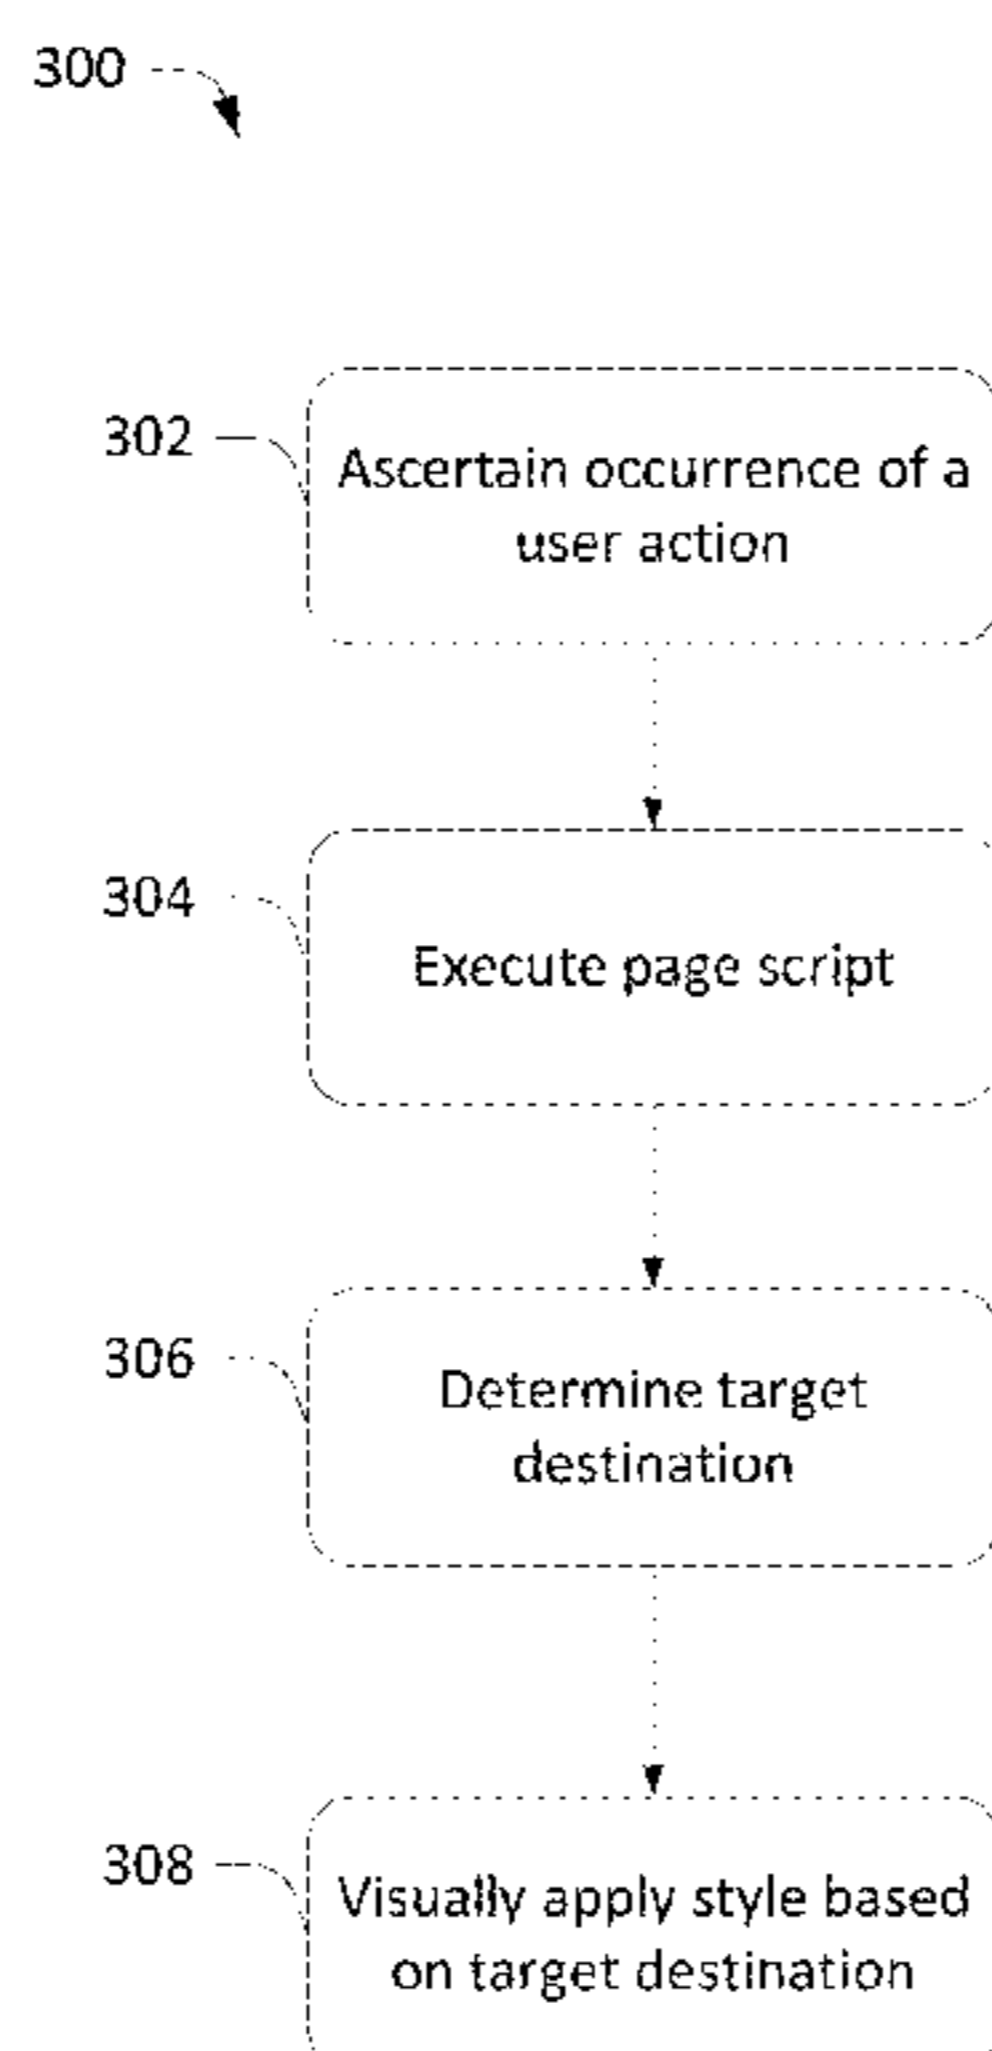 300
302
Ascertain occurrence of a
user action
304
Execute page script
306
Determine target
destination
308
Visually apply style based
on target destination